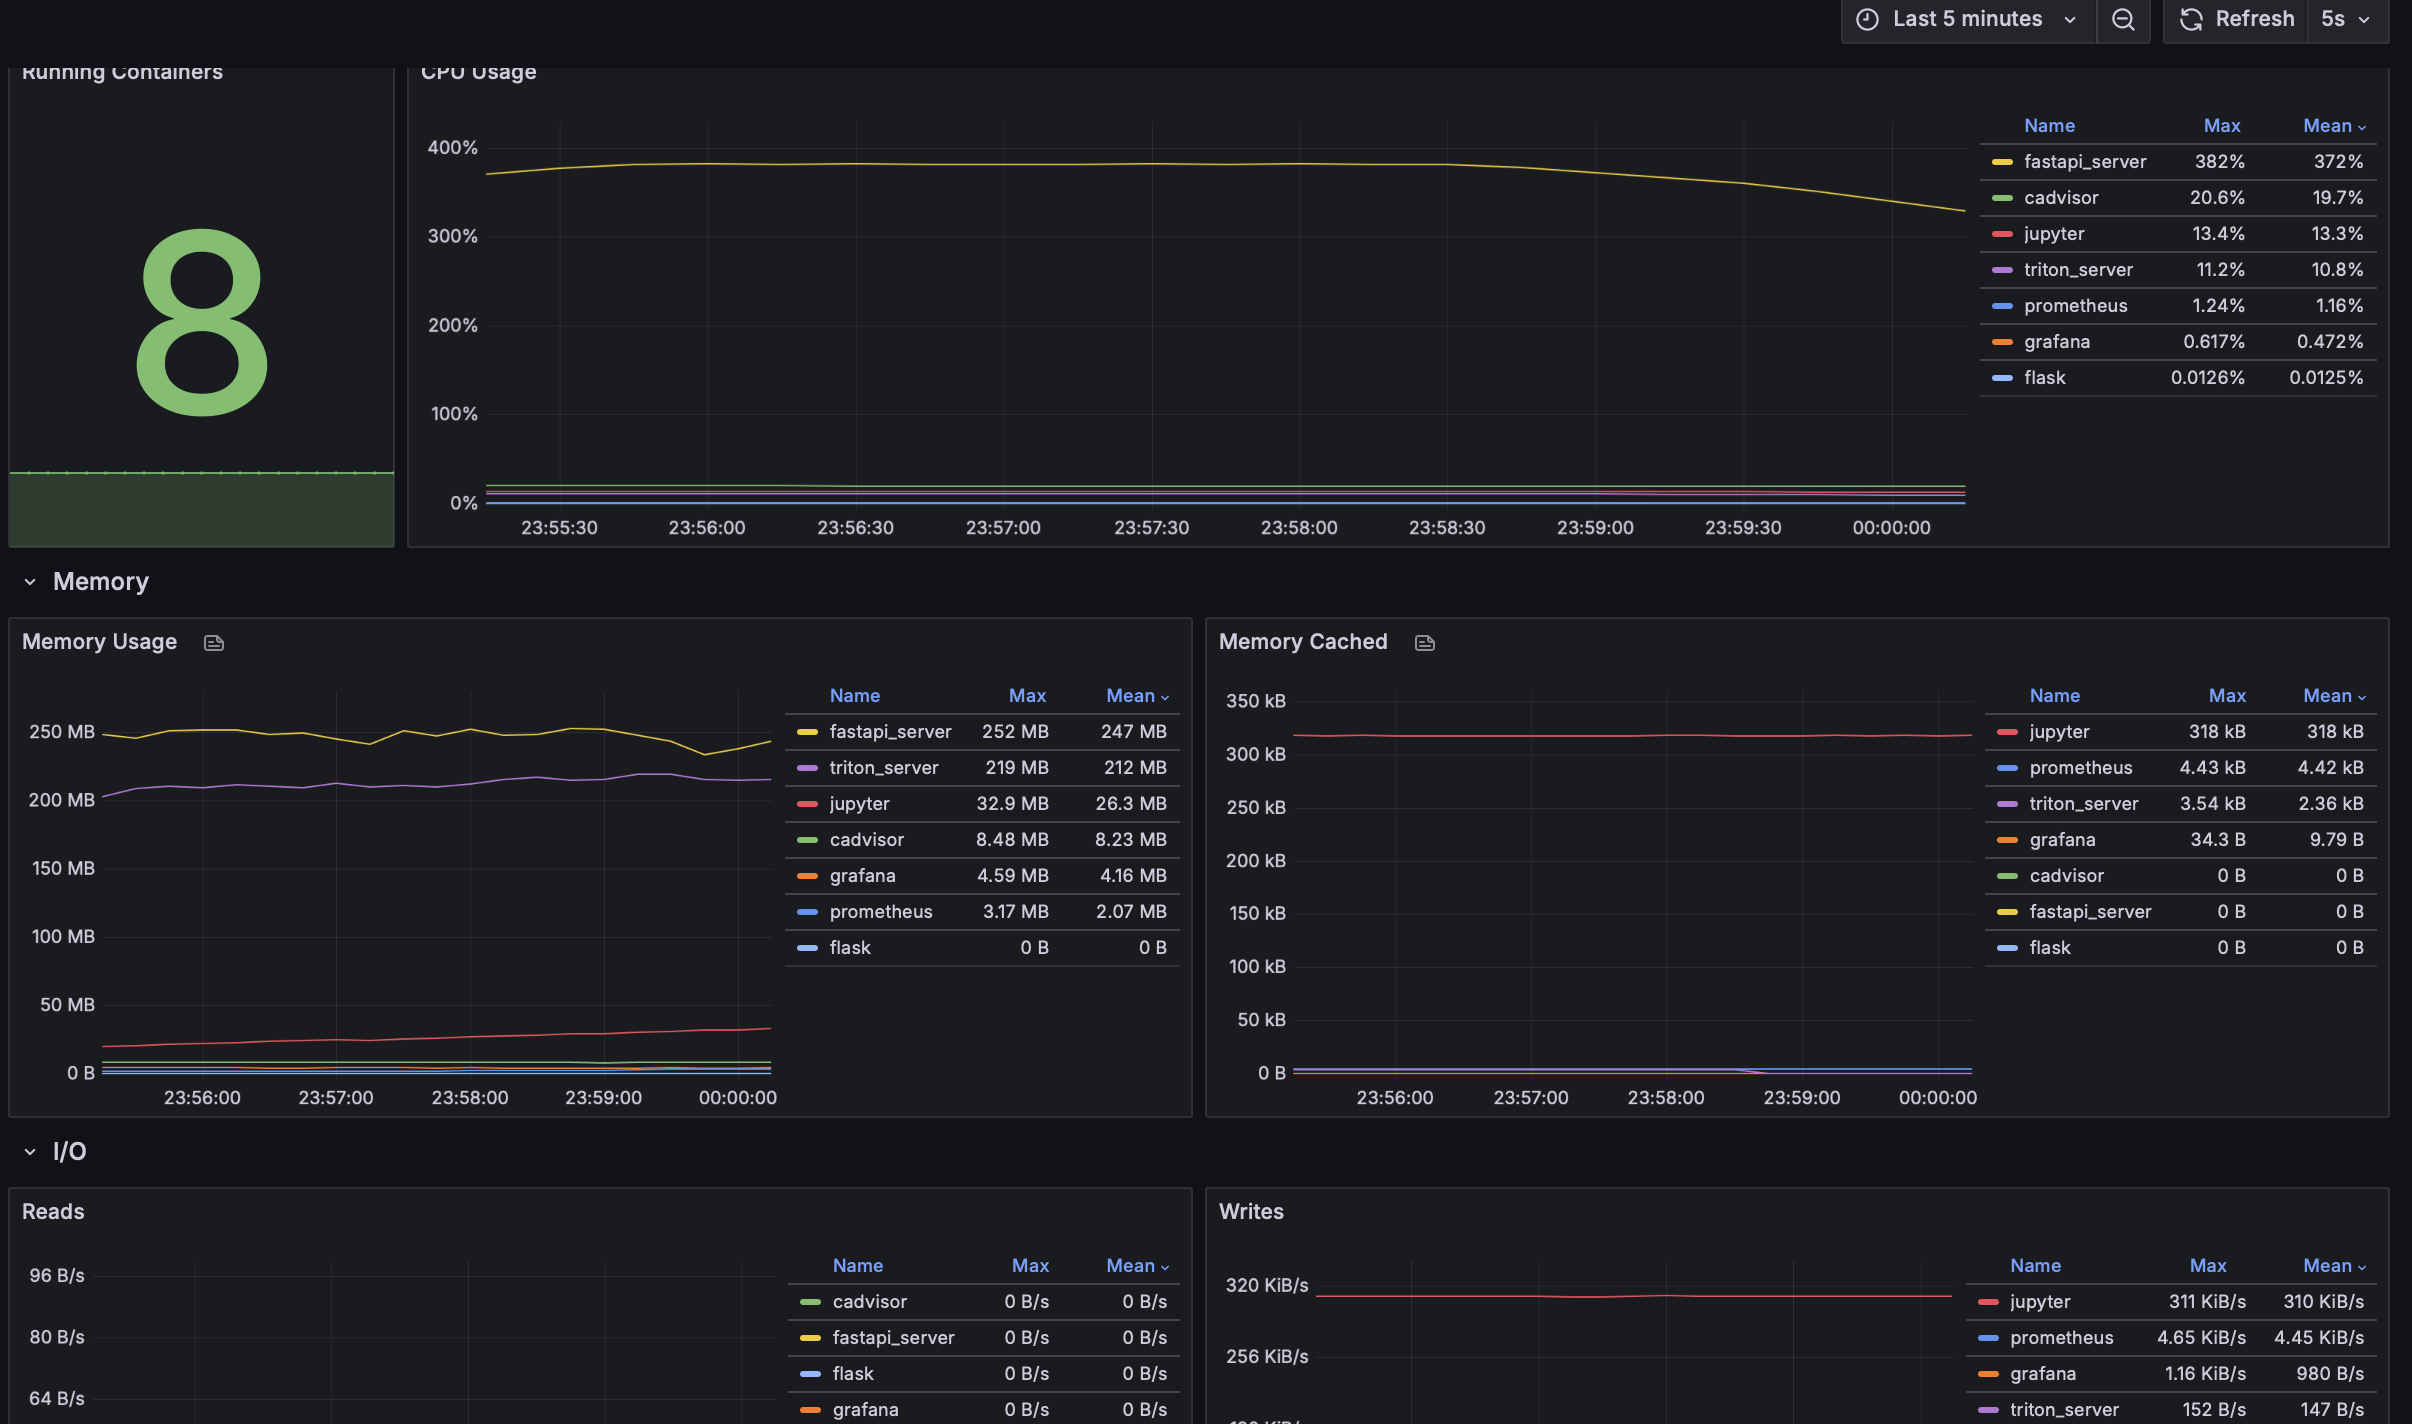 Last 5 minutes
Refresh
5s
Running Containers
8
CPU Usage
400%
300%
200%
100%
0%
23:55:30 23:56:00 23:56:30 23:57:00 23:57:30 23:58:00 23:58:30 23:59:00 23:59:30 00:00:00
Name Max Mean
fastapi_server 382% 372%
cadvisor 20.6% 19.7%
jupyter 13.4% 13.3%
triton_server 11.2% 10.8%
prometheus 1.24% 1.16%
grafana 0.617% 0.472%
flask 0.0126% 0.0125%
Memory
Memory Usage
250 MB
200 MB
150 MB
100 MB
50 MB
0 B
23:56:00 23:57:00 23:58:00 23:59:00 00:00:00
Name Max Mean
fastapi_server 252 MB 247 MB
triton_server 219 MB 212 MB
jupyter 32.9 MB 26.3 MB
cadvisor 8.48 MB 8.23 MB
grafana 4.59 MB 4.16 MB
prometheus 3.17 MB 2.07 MB
flask 0 B 0 B
Memory Cached
350 kB
300 kB
250 kB
200 kB
150 kB
100 kB
50 kB
0 B
23:56:00 23:57:00 23:58:00 23:59:00 00:00:00
Name Max Mean
jupyter 318 kB 318 kB
prometheus 4.43 kB 4.42 kB
triton_server 3.54 kB 2.36 kB
grafana 34.3 B 9.79 B
cadvisor 0 B 0 B
fastapi_server 0 B 0 B
flask 0 B 0 B
I/O
Reads
96 B/s
80 B/s
64 B/s
Name Max Mean
cadvisor 0 B/s 0 B/s
fastapi_server 0 B/s 0 B/s
flask 0 B/s 0 B/s
grafana 0 B/s 0 B/s
Writes
320 KiB/s
256 KiB/s
Name Max Mean
jupyter 311 KiB/s 310 KiB/s
prometheus 4.65 KiB/s 4.45 KiB/s
grafana 1.16 KiB/s 980 B/s
triton_server 152 B/s 147 B/s